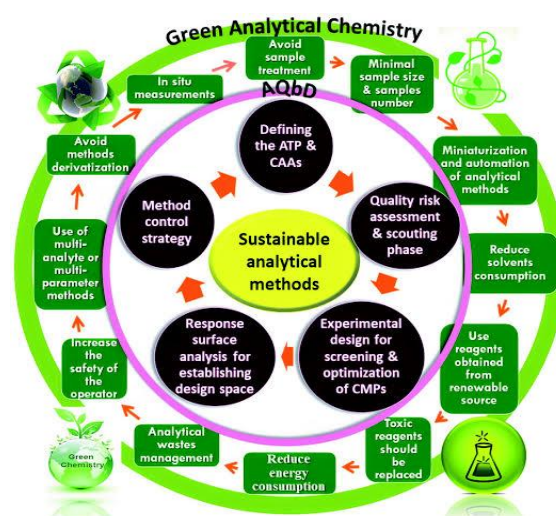 Green Analytical Chemistry
Avoid
sample
treatment
Minimal
sample size
& samples
number
Miniaturization
and automation
of analytical
methods
Reduce
solvents
consumption
Use
reagents
obtained
from
renewable
source
Toxic
reagents
should
be
replaced
Reduce
energy
consumption
Analytical
wastes
management
Increase
the
safety of
the
operator
Use of
multi-
analyte or
multi-
parameter
methods
Avoid
methods
derivatization
In situ
measurements
AQbD
Defining
the ATP &
CAAs
Quality risk
assessment
& scouting
phase
Experimental
design for
screening &
optimization
of CMPs
Response
surface
analysis for
establishing
design space
Method
control
strategy
Sustainable
analytical
methods
Green
Chemistry